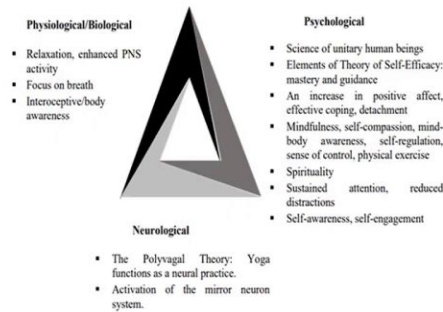 Physiological/Biological
▪ Relaxation, enhanced PNS
activity
▪ Focus on breath
▪ Interoceptive/body
awareness
Psychological
▪ Science of unitary human beings
▪ Elements of Theory of Self-Efficacy:
mastery and guidance
▪ An increase in positive affect,
effective coping, detachment
▪ Mindfulness, self-compassion, mind-
body awareness, self-regulation,
sense of control, physical exercise
▪ Spirituality
▪ Sustained attention, reduced
distractions
▪ Self-awareness, self-engagement
Neurological
▪ The Polyvagal Theory: Yoga
functions as a neural practice.
▪ Activation of the mirror neuron
system.